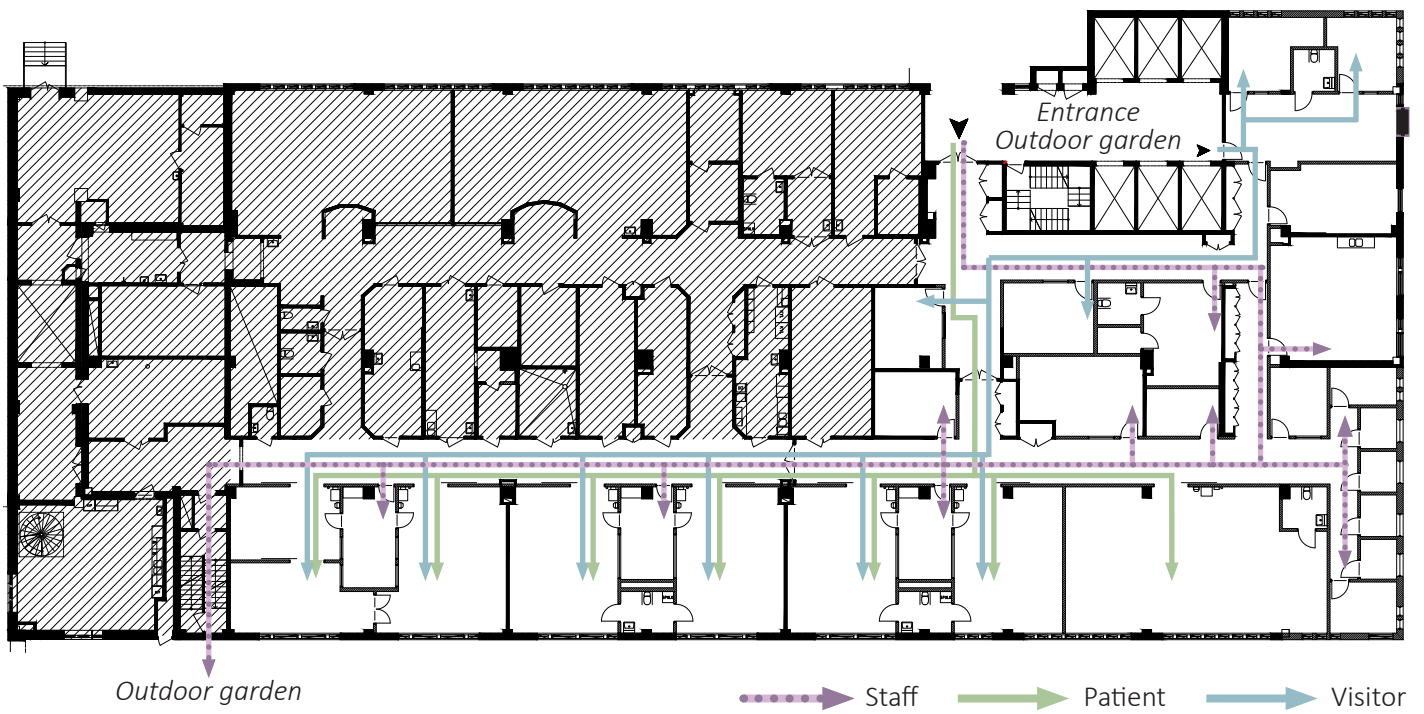 Entrance
Outdoor garden
Outdoor garden
Staff
Patient
Visitor